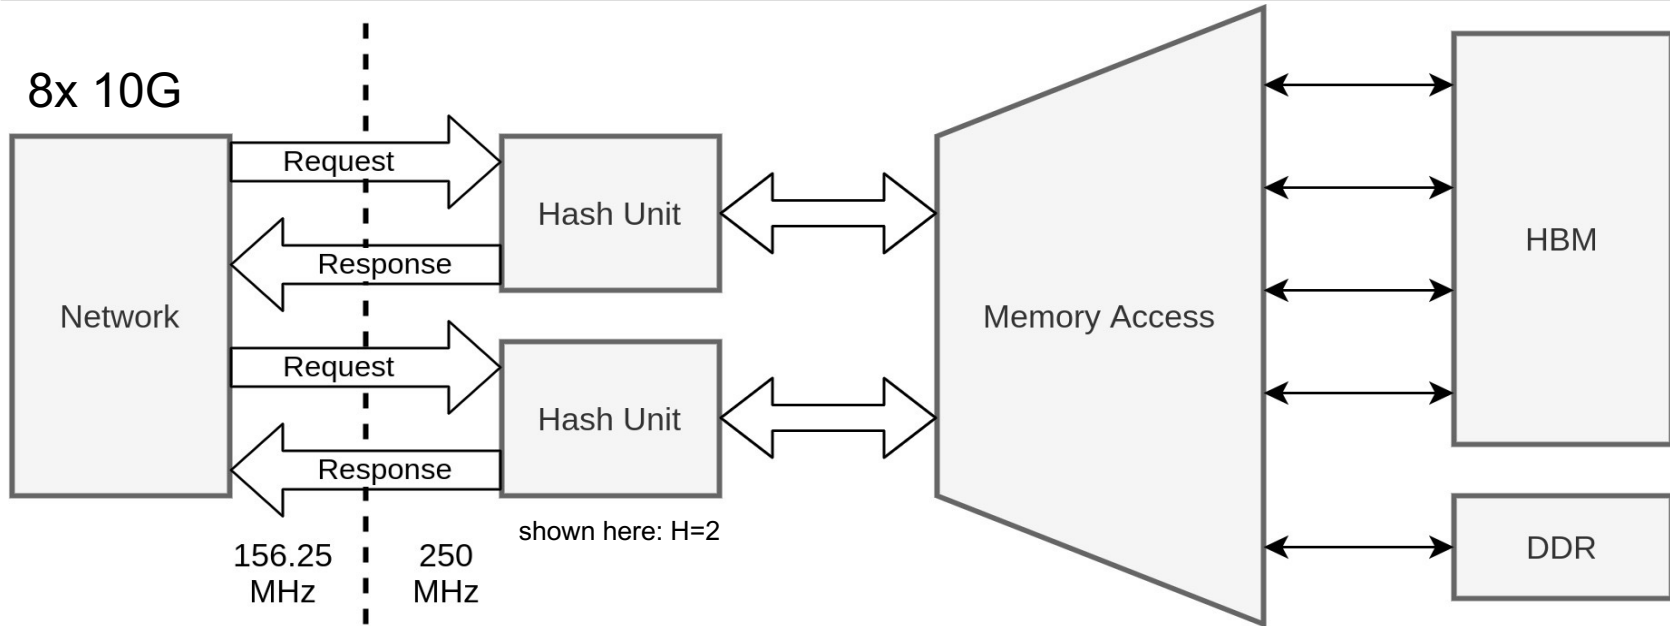 8x 10G
Request
Response
Request
Response
Network
Hash Unit
Hash Unit
shown here: H=2
156.25
MHz
250
MHz
Memory Access
HBM
DDR